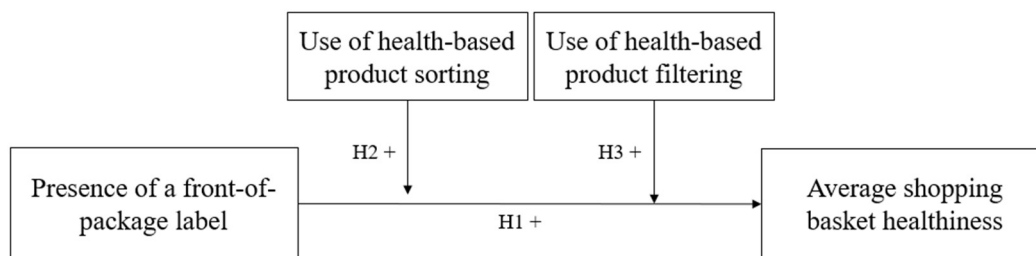 Use of health-based
product sorting
Use of health-based
product filtering
H2 +
H3 +
Presence of a front-of-
package label
H1 +
Average shopping
basket healthiness